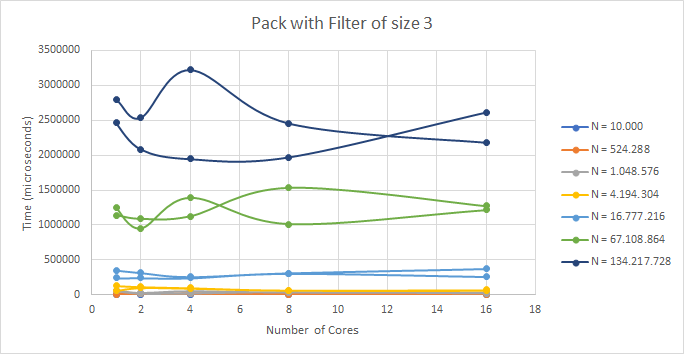 Pack with Filter of size 3
3500000
3000000
2500000
2000000
1500000
1000000
500000
0
Time (microseconds)
0 2 4 6 8 10 12 14 16 18
Number of Cores
N = 10.000
N = 524.288
N = 1.048.576
N = 4.194.304
N = 16.777.216
N = 67.108.864
N = 134.217.728